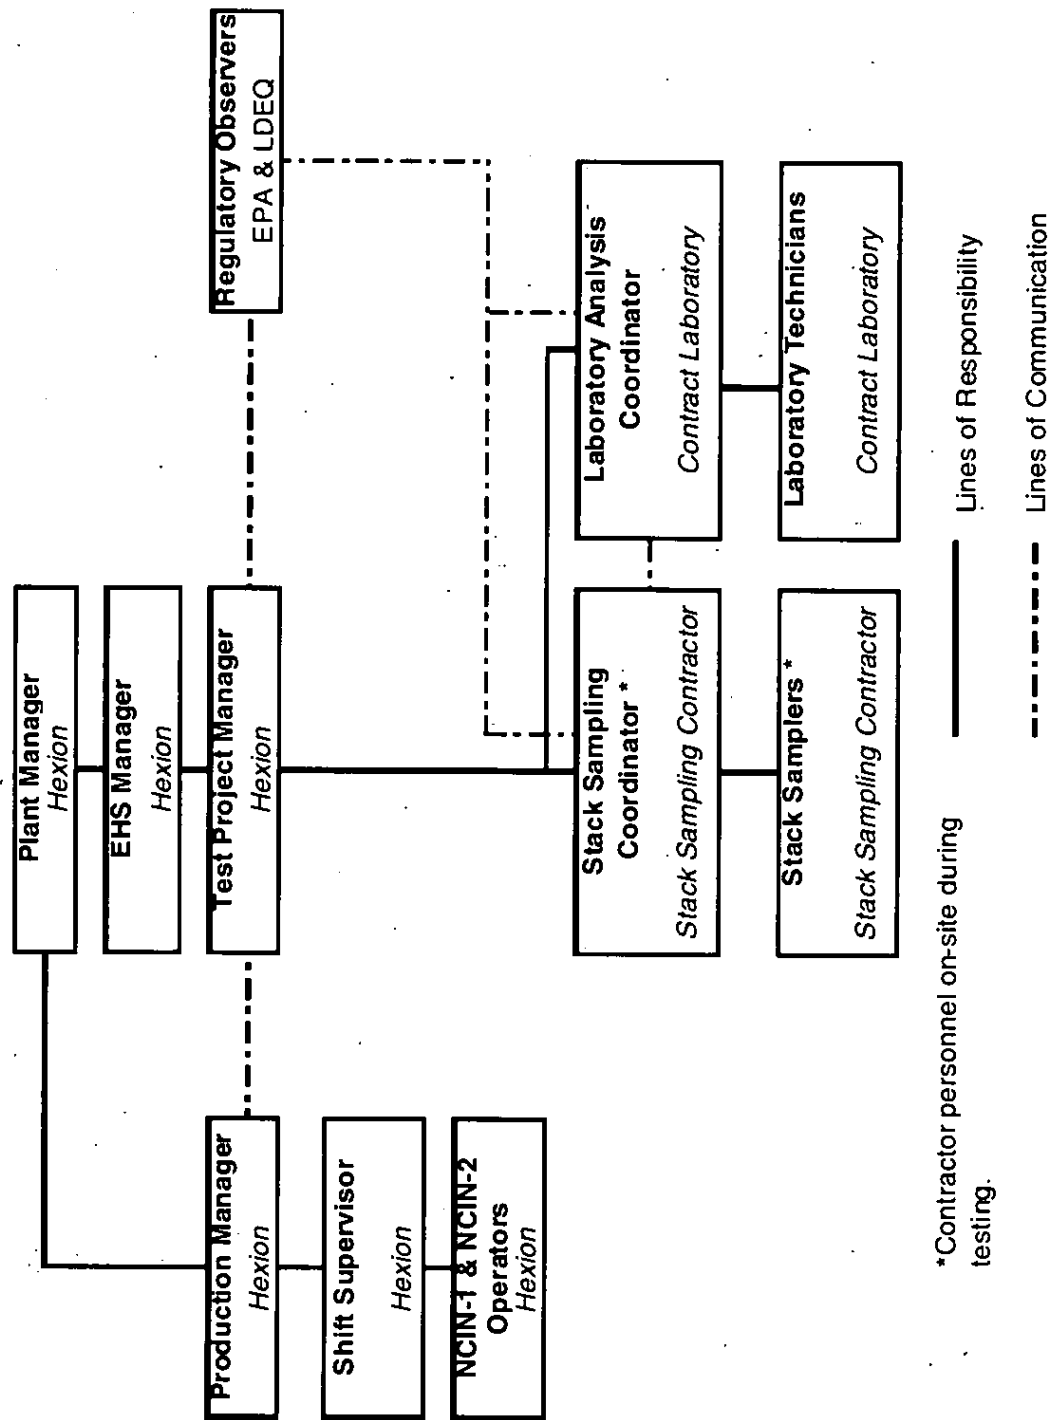 Plant Manager
Hexion
EHS Manager
Hexion
Production Manager
Hexion
Test Project Manager
Hexion
Regulatory Observers
EPA & LDEQ
Shift Supervisor
Hexion
NCIN-1 & NCIN-2
Operators
Hexion
Stack Sampling
Coordinator *
Stack Sampling Contractor
Laboratory Analysis
Coordinator
Contract Laboratory
Stack Samplers *
Stack Sampling Contractor
Laboratory Technicians
Contract Laboratory
*Contractor personnel on-site during
testing.
Lines of Responsibility
Lines of Communication